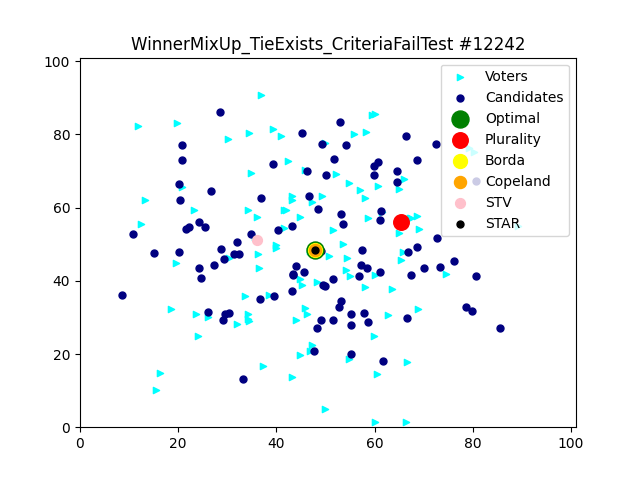 WinnerMixUp_TieExists_CriteriaFailTest #12242
100
80
60
40
20
0
0 20 40 60 80 100
Voters
Candidates
Optimal
Plurality
Borda
Copeland
STV
STAR